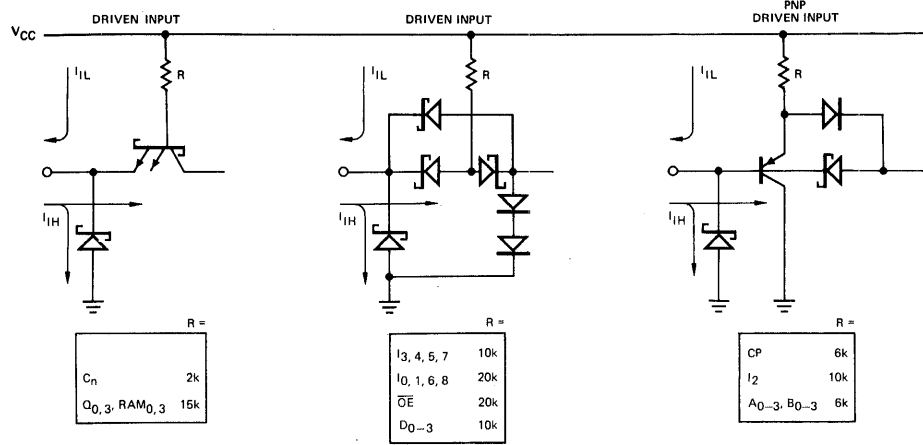 DRIVEN INPUT
DRIVEN INPUT
PNP
DRIVEN INPUT
VCC
R
R
R
IIL
IIL
IIL
IIH
IIH
IIH
R =
Cn 2k
Q0, 3, RAM0, 3 15k
R =
I3, 4, 5, 7 10k
I0, 1, 6, 8 20k
OE 20k
D0–3 10k
R =
CP 6k
I2 10k
A0–3, B0–3 6k